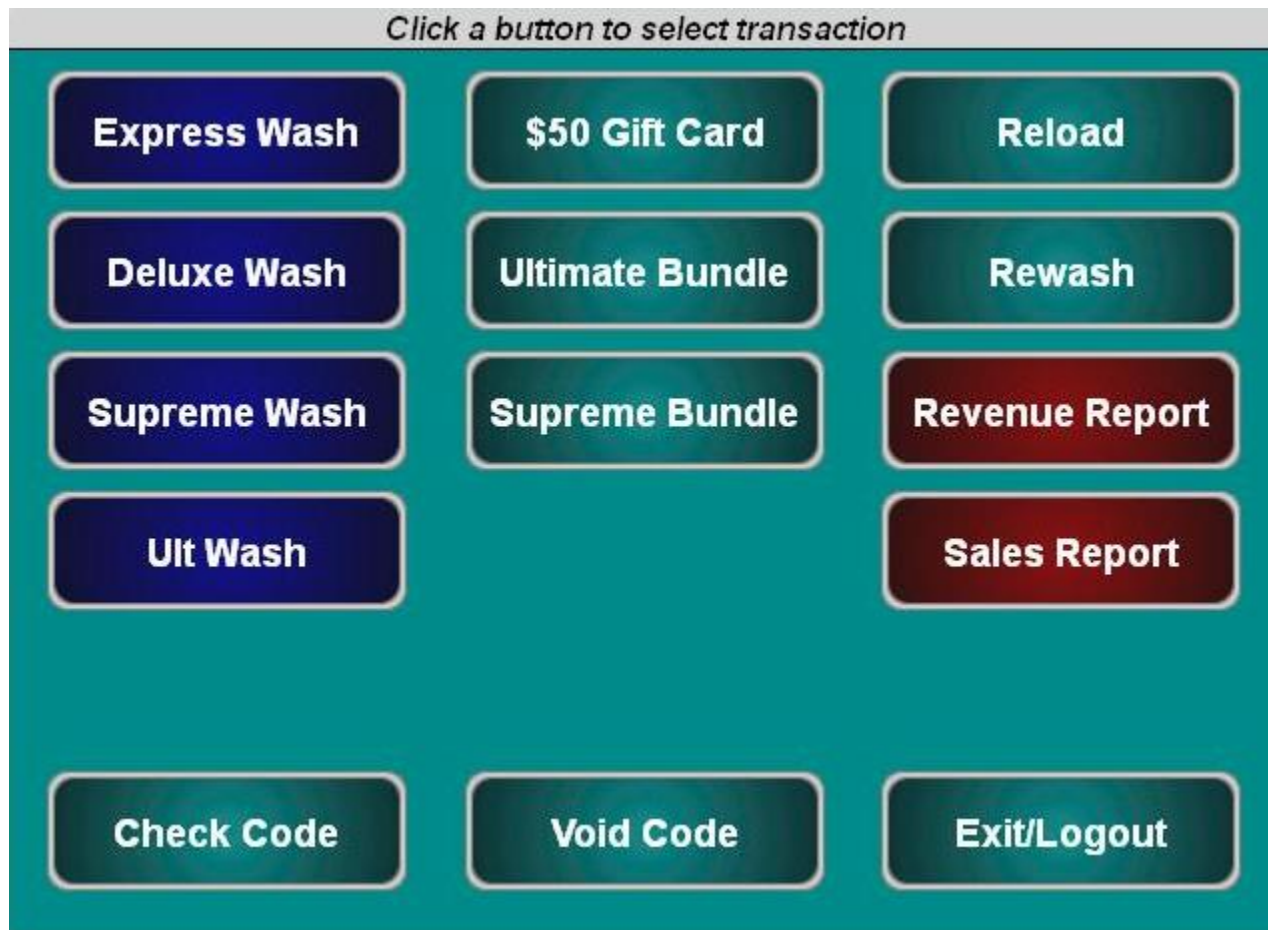 Click a button to select transaction
Express Wash
$50 Gift Card
Reload
Deluxe Wash
Ultimate Bundle
Rewash
Supreme Wash
Supreme Bundle
Revenue Report
Ult Wash
Sales Report
Check Code
Void Code
Exit/Logout